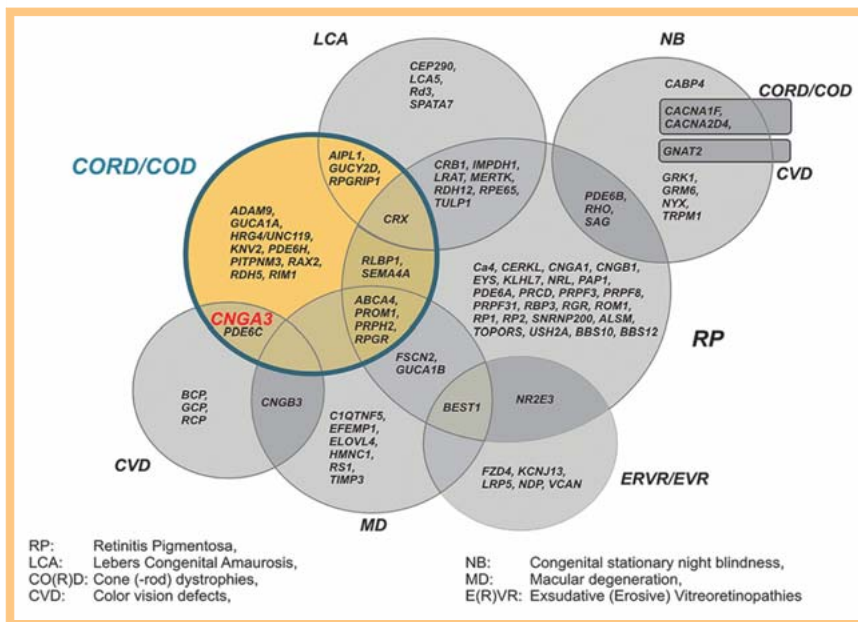 LCA
NB
CEP290,
LCA5,
Rd3,
SPATA7
CABP4
CORD/COD
CACNA1F,
CACNA2D4,
GNAT2
CVD
GRK1,
GRM6,
NYX,
TRPM1
CORD/COD
AIPL1,
GUCY2D,
RPGRIP1
CRB1, IMPDH1,
LRAT, MERTK,
RDH12, RPE65,
TULP1
PDE6B,
RHO,
SAG
CRX
ADAM9,
GUCA1A,
HRG4/UNC119,
KNV2, PDE6H,
PITPNM3, RAX2,
RDH5, RIM1
RLBP1,
SEMA4A
Ca4, CERKL, CNGA1, CNGB1,
EYS, KLHL7, NRL, PAP1,
PDE6A, PRCD, PRPF3, PRPF8,
PRPF31, RBP3, RGR, ROM1,
RP1, RP2, SNRNP200, ALSM,
TOPORS, USH2A, BBS10, BBS12
RP
ABCA4,
PROM1,
PRPH2,
RPGR
CNGA3
PDE6C
FSCN2,
GUCA1B
BCP,
GCP,
RCP
CNGB3
BEST1
NR2E3
C1QTNF5,
EFEMP1,
ELOVL4,
HMNC1,
RS1,
TIMP3
CVD
FZD4, KCNJ13,
LRP5, NDP, VCAN
ERVR/EVR
MD
RP: Retinitis Pigmentosa,
LCA: Lebers Congenital Amaurosis,
CO(R)D: Cone (-rod) dystrophies,
CVD: Color vision defects,
NB: Congenital stationary night blindness,
MD: Macular degeneration,
E(R)VR: Exsudative (Erosive) Vitreoretinopathies